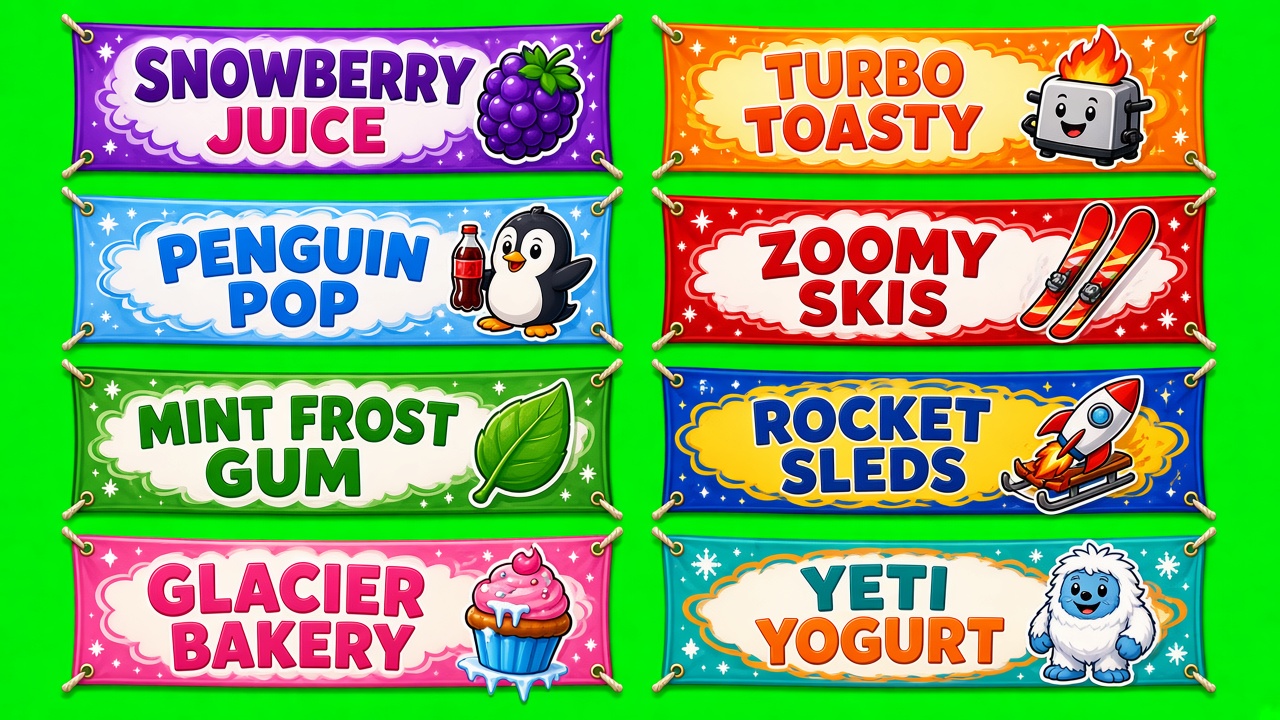 SNOWBERRY
JUICE
TURBO
TOASTY
PENGUIN
POP
ZOOMY
SKIS
MINT FROST
GUM
ROCKET
SLEDS
GLACIER
BAKERY
YETI
YOGURT